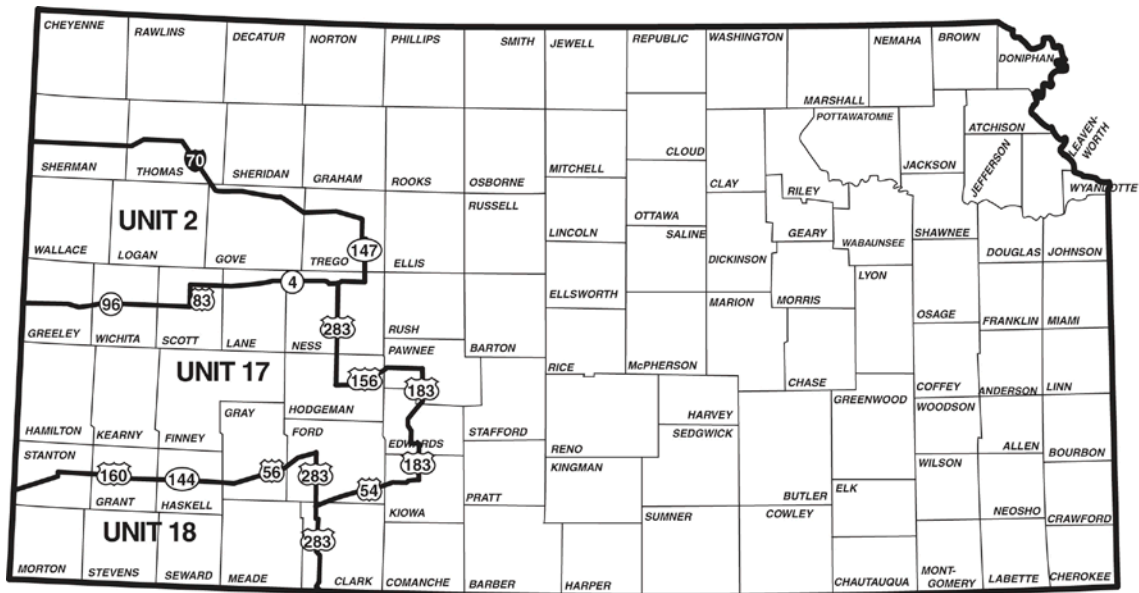 CHEYENNE
RAWLINS
DECATUR
NORTON
PHILLIPS
SMITH
JEWELL
REPUBLIC
WASHINGTON
NEMAHA
BROWN
DONIPHAN
MARSHALL
POTTAWATOMIE
ATCHISON
LEAVEN-
WORTH
SHERMAN
THOMAS
70
SHERIDAN
GRAHAM
ROOKS
OSBORNE
MITCHELL
CLOUD
CLAY
RILEY
JACKSON
JEFFERSON
WYANDOTTE
UNIT 2
RUSSELL
OTTAWA
LINCOLN
SALINE
GEARY
WABAUNSEE
SHAWNEE
DOUGLAS
JOHNSON
WALLACE
LOGAN
GOVE
TREGO
147
ELLIS
DICKINSON
LYON
96
83
4
ELLSWORTH
MARION
MORRIS
OSAGE
FRANKLIN
MIAMI
GREELEY
WICHITA
SCOTT
LANE
NESS
283
RUSH
PAWNEE
BARTON
RICE
McPHERSON
CHASE
COFFEY
ANDERSON
LINN
UNIT 17
156
183
GRAY
HODGEMAN
HARVEY
GREENWOOD
WOODSON
HAMILTON
KEARNY
FINNEY
FORD
EDWARDS
STAFFORD
RENO
SEDGWICK
ALLEN
BOURBON
STANTON
160
144
56
283
183
54
KINGMAN
WILSON
GRANT
HASKELL
KIOWA
PRATT
BUTLER
ELK
NEOSHO
CRAWFORD
UNIT 18
283
SUMNER
COWLEY
MORTON
STEVENS
SEWARD
MEADE
CLARK
COMANCHE
BARBER
HARPER
CHAUTAUQUA
MONT-
GOMERY
LABETTE
CHEROKEE